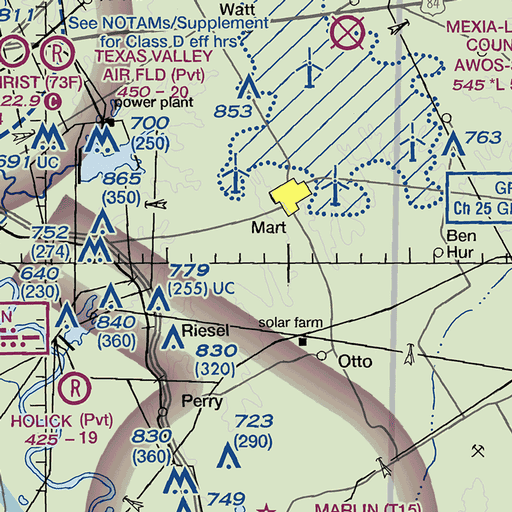 811
Watt
84
See NOTAMs/Supplement
for Class D eff hrs
MEXIA-L
COUN
AWOS-
545 *L
TEXAS VALLEY
AIR FLD (Pvt)
450 - 20
HRIST (73F)
22.9 C
R
power plant
853
700
(250)
763
691 UC
865
(350)
GR
Ch 25 G
Mart
752
(274)
Ben
Hur
640
(230)
779
(255) UC
N
840
(360)
Riesel
solar farm
830
(320)
Otto
R
HOLICK (Pvt)
425 - 19
Perry
723
(290)
830
(360)
749
MARLIN (T15)